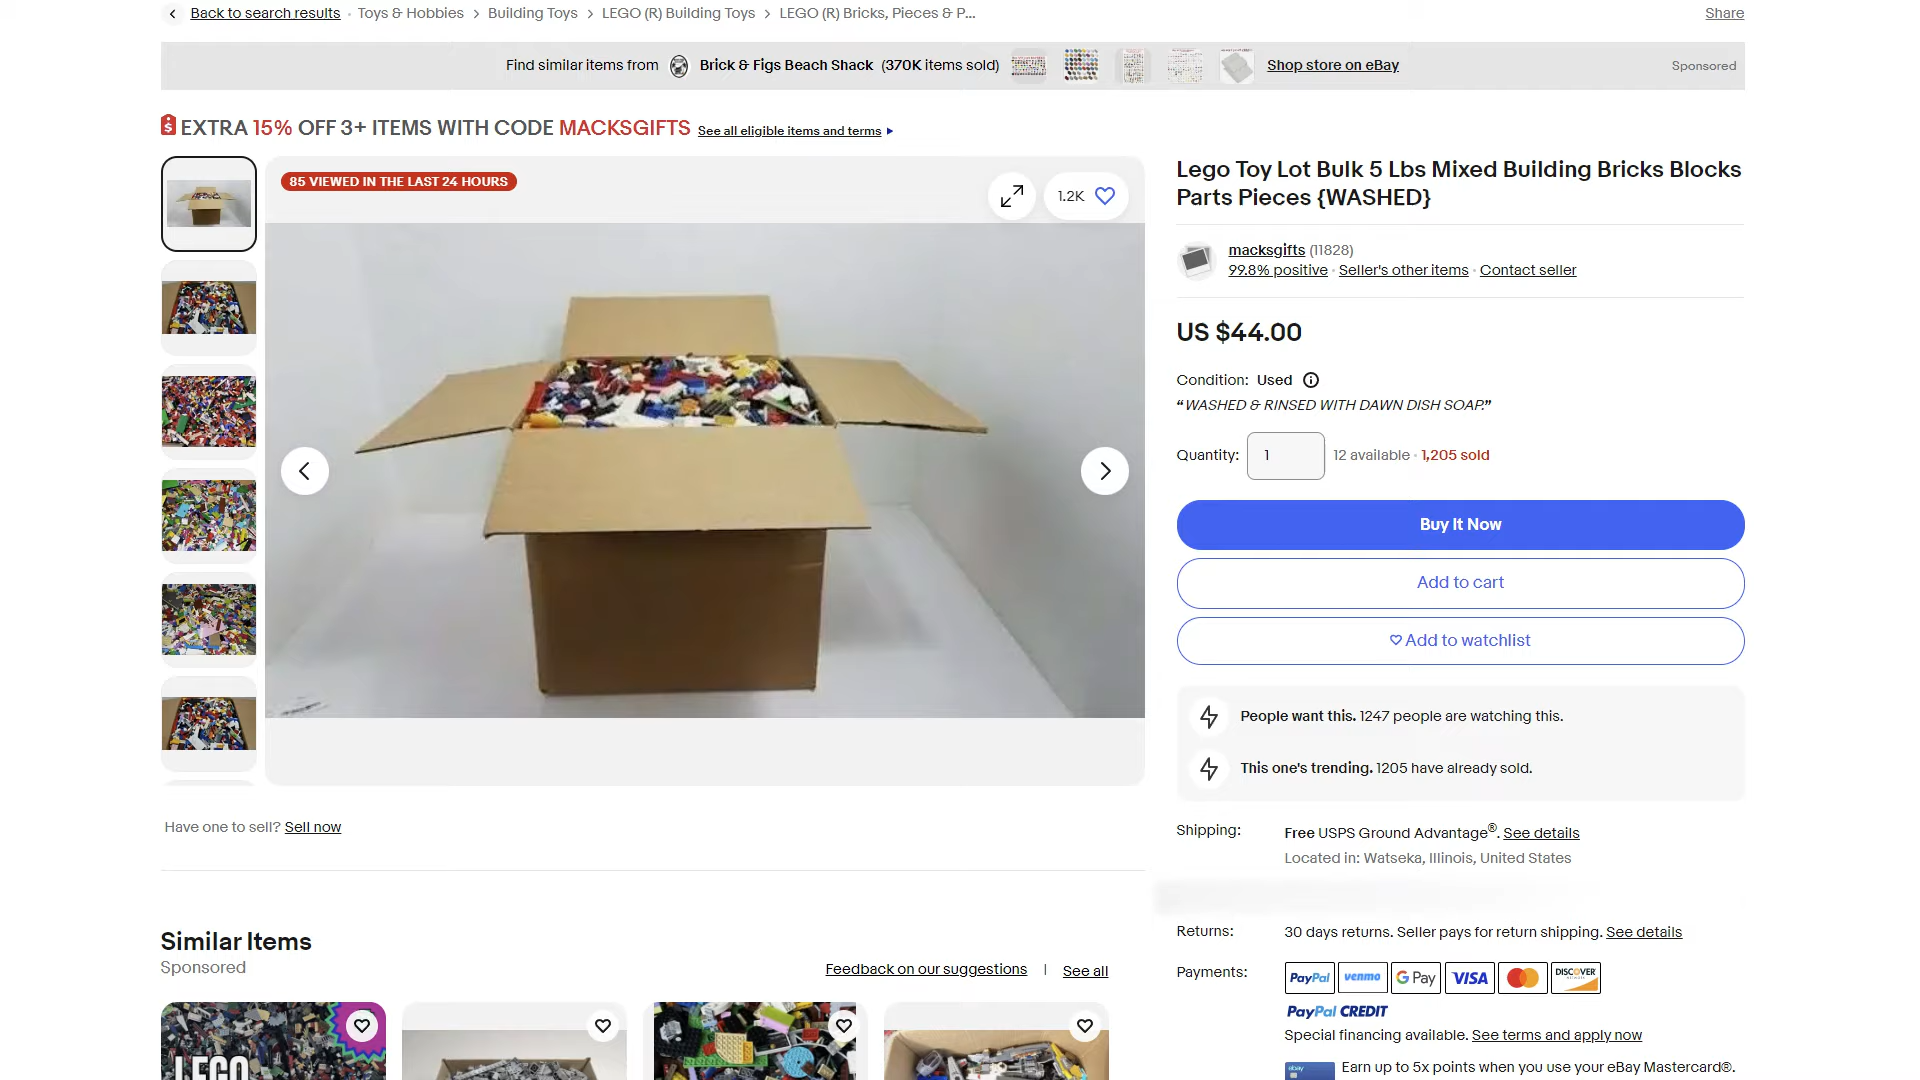 Back to search results · Toys & Hobbies > Building Toys > LEGO (R) Building Toys > LEGO (R) Bricks, Pieces & P...
Share
Find similar items from Brick & Figs Beach Shack (370K items sold) Shop store on eBay
Sponsored
$ EXTRA 15% OFF 3+ ITEMS WITH CODE MACKSGIFTS See all eligible items and terms
85 VIEWED IN THE LAST 24 HOURS
1.2K
Lego Toy Lot Bulk 5 Lbs Mixed Building Bricks Blocks
Parts Pieces {WASHED}
macksgifts (11828)
99.8% positive · Seller's other items · Contact seller
US $44.00
Condition: Used
“WASHED & RINSED WITH DAWN DISH SOAP.”
Quantity: 1 12 available · 1,205 sold
Buy It Now
Add to cart
Add to watchlist
People want this. 1247 people are watching this.
This one's trending. 1205 have already sold.
Shipping: Free USPS Ground Advantage®. See details
Located in: Watseka, Illinois, United States
Returns: 30 days returns. Seller pays for return shipping. See details
Payments: PayPal venmo G Pay VISA DISCOVER
PayPal CREDIT
Special financing available. See terms and apply now
ebay Earn up to 5x points when you use your eBay Mastercard®.
Have one to sell? Sell now
Similar Items
Sponsored
Feedback on our suggestions | See all
LEGO